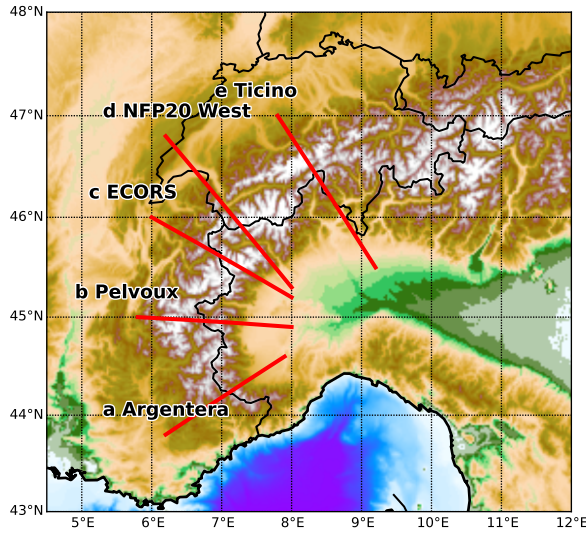 48°N
e Ticino
d NFP20 West
47°N
c ECORS
46°N
b Pelvoux
45°N
a Argentera
44°N
43°N
5°E 6°E 7°E 8°E 9°E 10°E 11°E 12°E